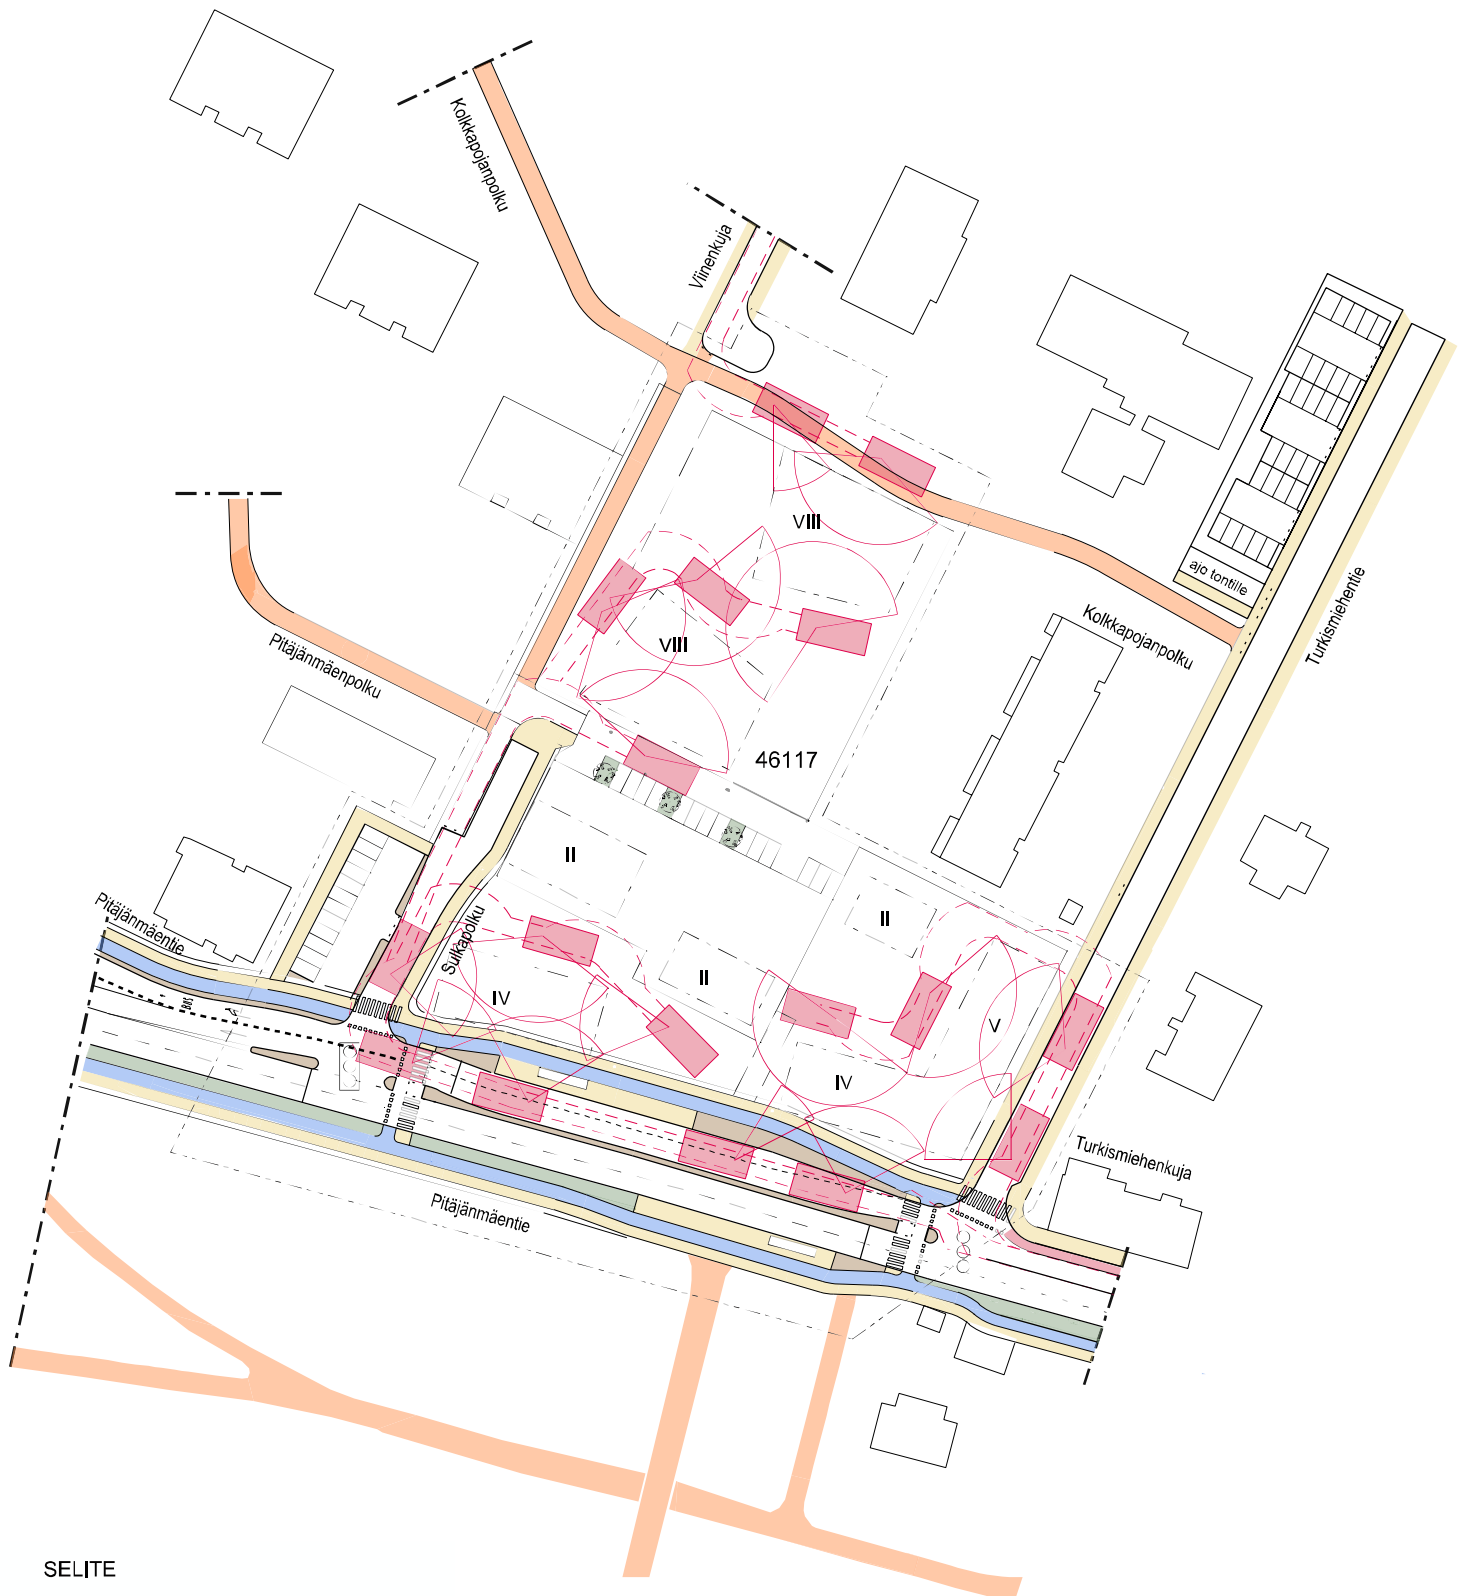 Kolkkapojanpolku
Viinenkuja
VIII
ajo tontille
Turkismiehentie
Kolkkapojanpolku
VIII
Pitäjänmäenpolku
46117
II
II
Pitäjänmäentie
Sulkapolku
II
IV
BUS
V
IV
Turkismiehenkuja
Pitäjänmäentie
SELITE